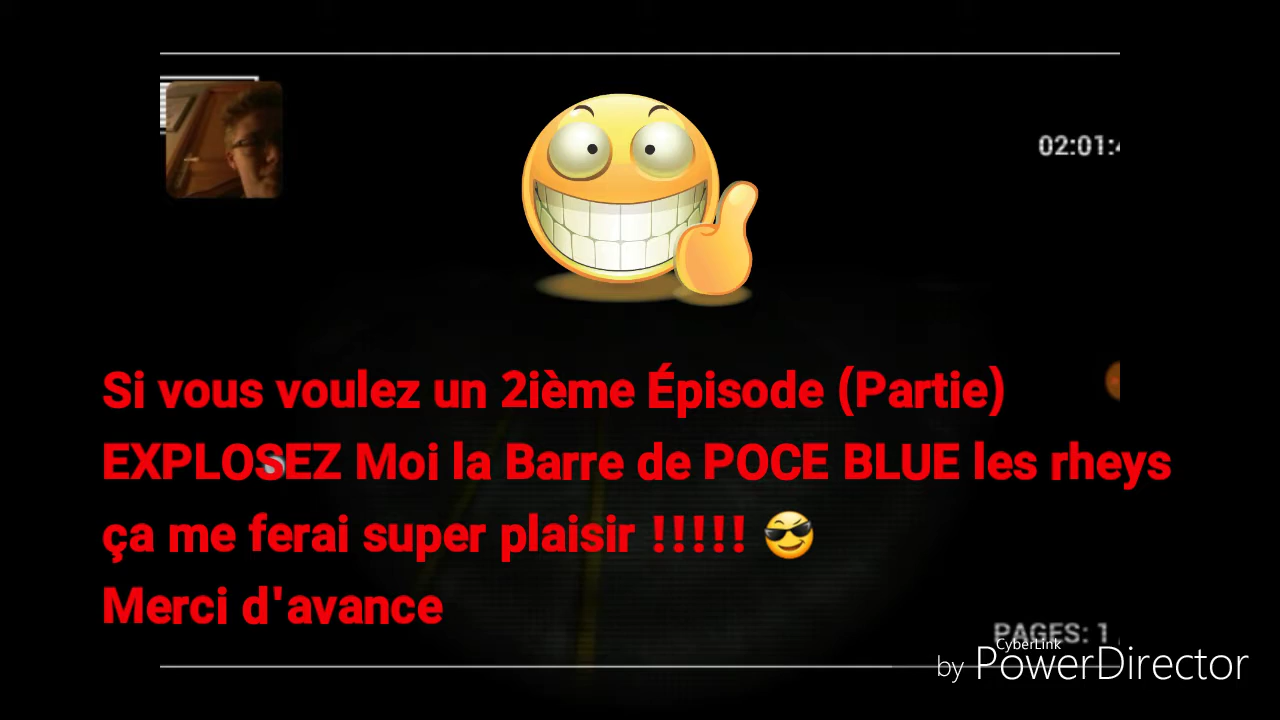 02:01:
Si vous voulez un 2ième Épisode (Partie)
EXPLOSEZ Moi la Barre de POCE BLUE les rheys
ça me ferai super plaisir !!!!! 😎
Merci d'avance
PAGES: 1
CyberLink
by PowerDirector